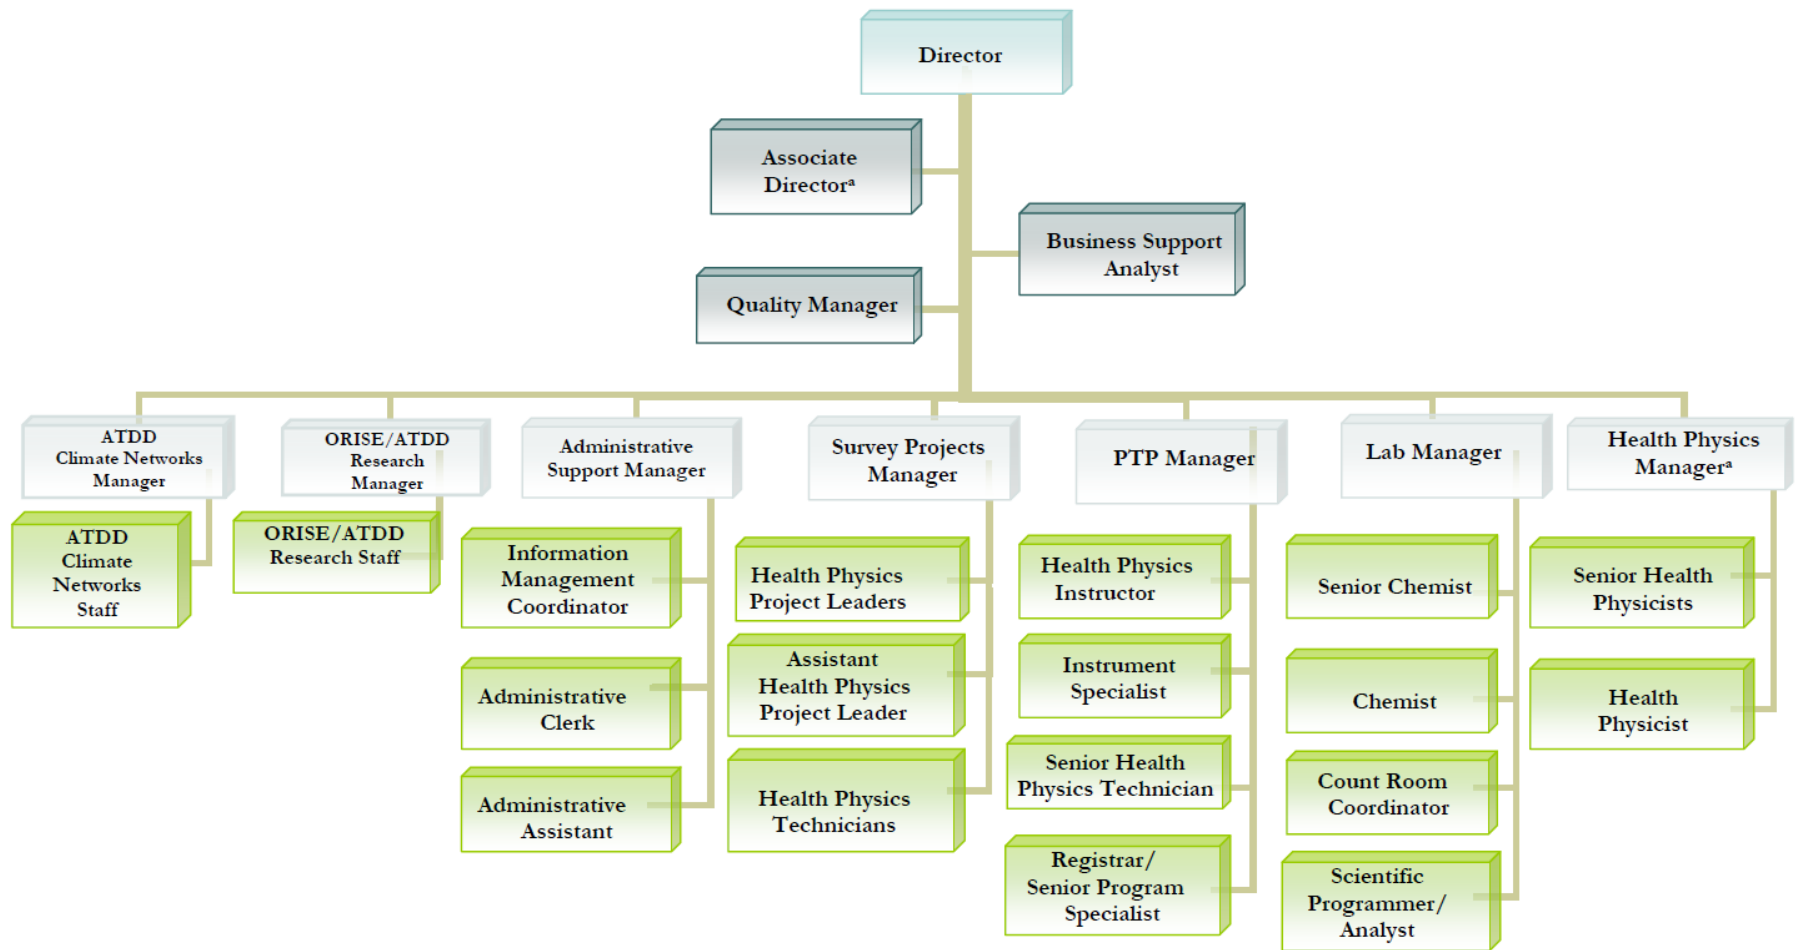 Director
Associate
Directorª
Business Support
Analyst
Quality Manager
ATDD
Climate Networks
Manager
ORISE/ATDD
Research
Manager
Administrative
Support Manager
Survey Projects
Manager
PTP Manager
Lab Manager
Health Physics
Managerª
ATDD
Climate
Networks
Staff
ORISE/ATDD
Research Staff
Information
Management
Coordinator
Administrative
Clerk
Administrative
Assistant
Health Physics
Project Leaders
Assistant
Health Physics
Project Leader
Health Physics
Technicians
Health Physics
Instructor
Instrument
Specialist
Senior Health
Physics Technician
Registrar/
Senior Program
Specialist
Senior Chemist
Chemist
Count Room
Coordinator
Scientific
Programmer/
Analyst
Senior Health
Physicists
Health
Physicist